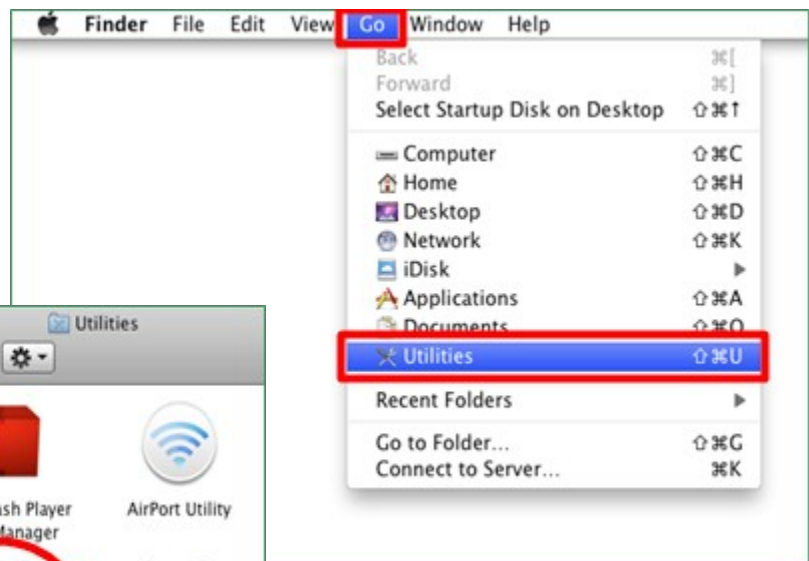 Finder File Edit View Go Window Help
Back ⌘[
Forward ⌘]
Select Startup Disk on Desktop ⇧⌘↑
Computer ⇧⌘C
Home ⇧⌘H
Desktop ⇧⌘D
Network ⇧⌘K
iDisk ▶
Applications ⇧⌘A
Documents ⇧⌘O
Utilities ⇧⌘U
Recent Folders ▶
Go to Folder... ⇧⌘G
Connect to Server... ⌘K
Utilities
Player
AirPort Utility